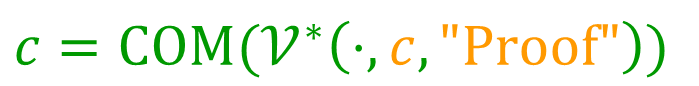 c = COM(𝒱*(·, c, "Proof"))